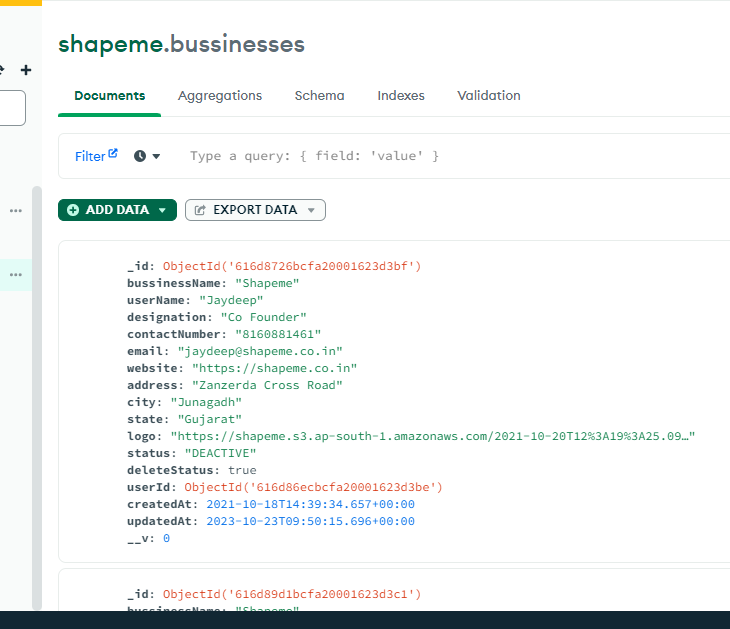 shapeme.bussinesses
Documents Aggregations Schema Indexes Validation
Filter Type a query: { field: 'value' }
ADD DATA EXPORT DATA
_id: ObjectId('616d8726bcfa20001623d3bf')
bussinessName: "Shapeme"
userName: "Jaydeep"
designation: "Co Founder"
contactNumber: "8160881461"
email: "jaydeep@shapeme.co.in"
website: "https://shapeme.co.in"
address: "Zanzerda Cross Road"
city: "Junagadh"
state: "Gujarat"
logo: "https://shapeme.s3.ap-south-1.amazonaws.com/2021-10-20T12%3A19%3A25.09…"
status: "DEACTIVE"
deleteStatus: true
userId: ObjectId('616d86ecbcfa20001623d3be')
createdAt: 2021-10-18T14:39:34.657+00:00
updatedAt: 2023-10-23T09:50:15.696+00:00
__v: 0
_id: ObjectId('616d89d1bcfa20001623d3c1')
bussinessName: "Shapeme"